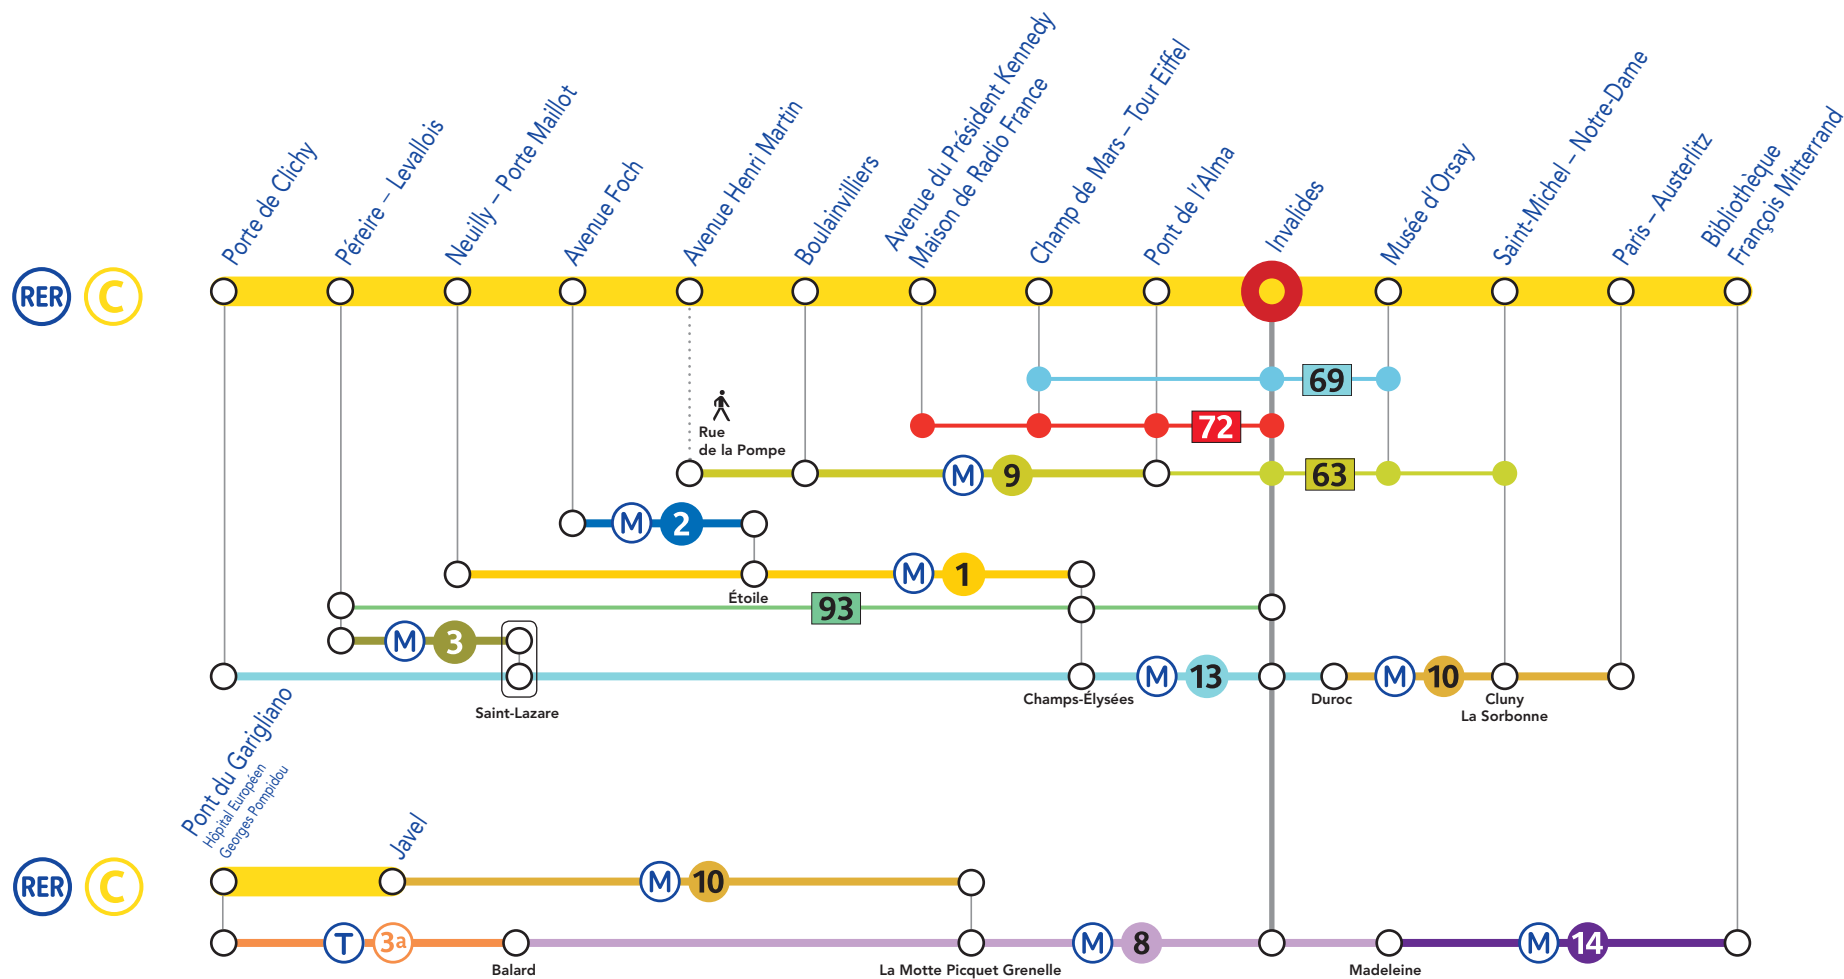 Porte de Clichy
Péreire – Levallois
Neuilly – Porte Maillot
Avenue Foch
Avenue Henri Martin
Boulainvilliers
Avenue du Président Kennedy
Maison de Radio France
Champ de Mars – Tour Eiffel
Pont de l'Alma
Invalides
Musée d'Orsay
Saint-Michel – Notre-Dame
Paris – Austerlitz
Bibliothèque
François Mitterrand
RER C
69
72
Rue
de la Pompe
M 9
63
M 2
M 1
Étoile
93
M 3
M 13
M 10
Saint-Lazare
Champs-Élysées
Duroc
Cluny
La Sorbonne
Pont du Garigliano
Hôpital Européen
Georges Pompidou
Javel
RER C
M 10
T 3a
M 8
M 14
Balard
La Motte Picquet Grenelle
Madeleine